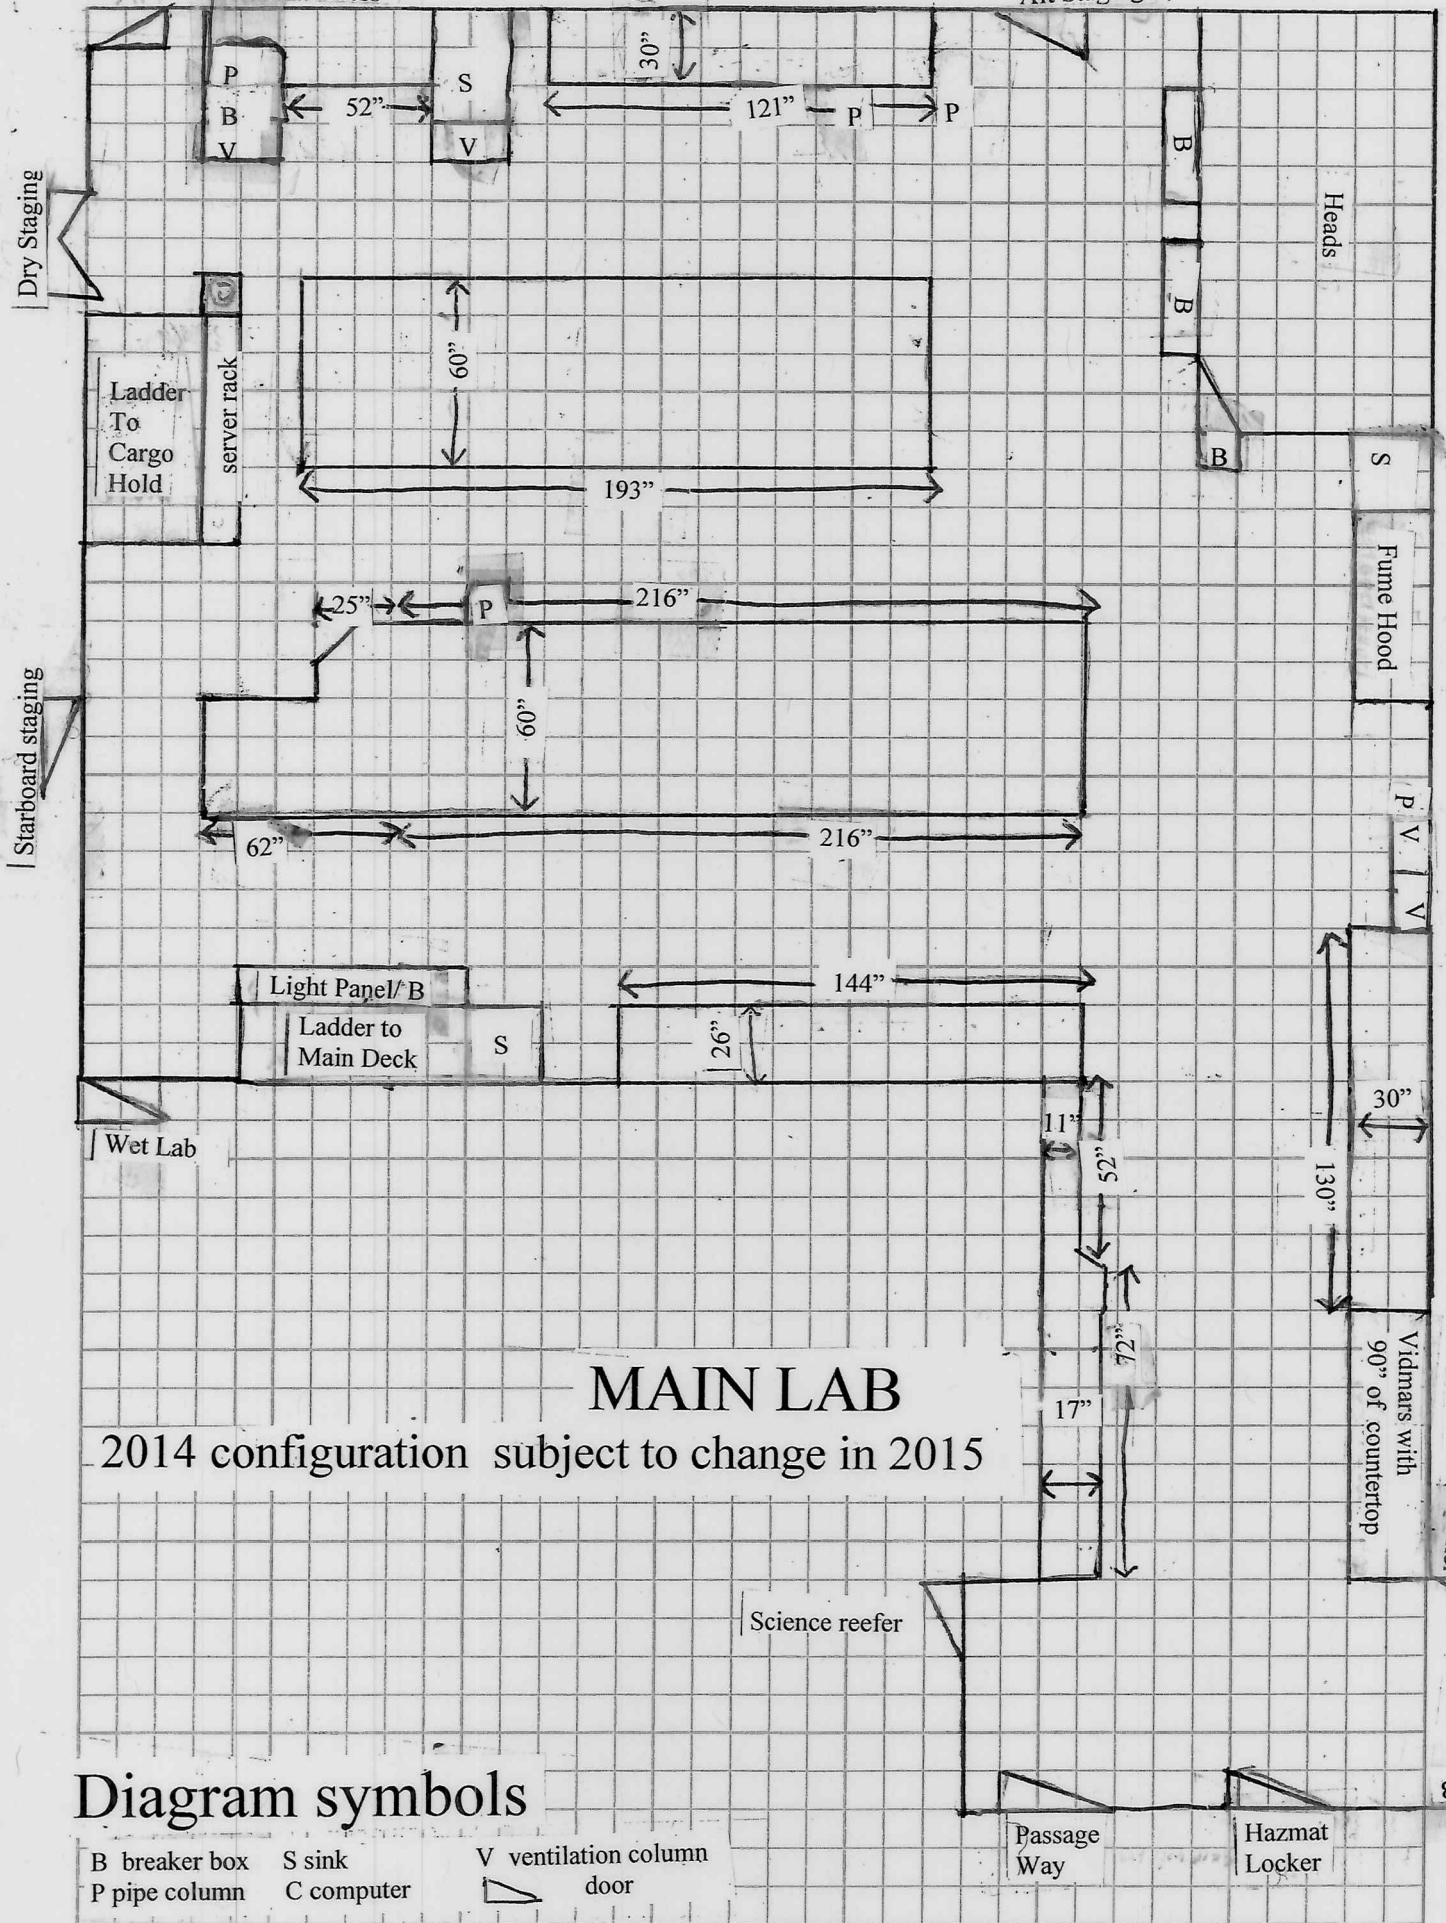 30”
P
S
52”
121”
P
P
B
V
V
B
Dry Staging
Heads
B
60”
Ladder
To
Cargo
Hold
server rack
B
S
193”
Fume Hood
25”
P
216”
60”
Starboard staging
62”
216”
P
V
V
Light Panel/ B
144”
Ladder to
Main Deck
S
26”
Wet Lab
11”
52”
30”
130”
72”
MAIN LAB
17”
2014 configuration subject to change in 2015
Vidmars with
90” of countertop
Science reefer
Diagram symbols
Passage
Way
Hazmat
Locker
B breaker box
S sink
V ventilation column
P pipe column
C computer
door